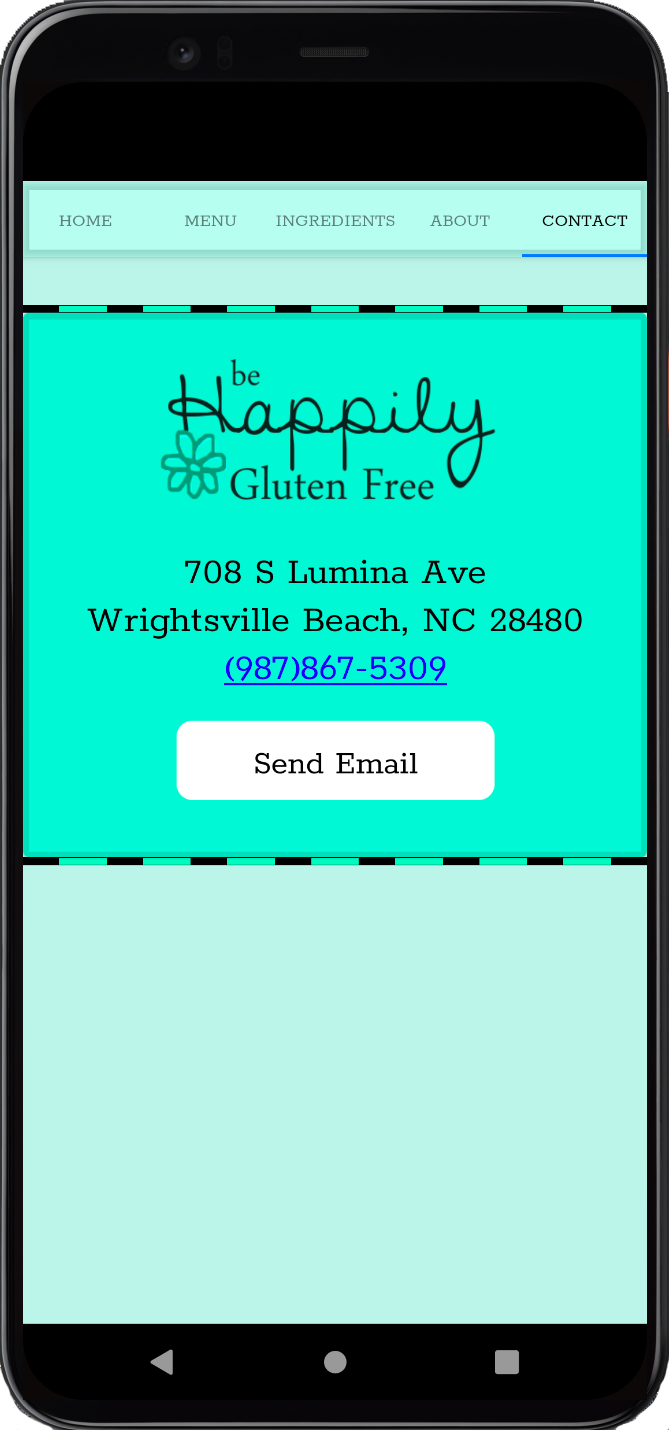 HOME MENU INGREDIENTS ABOUT CONTACT
be
Happily
Gluten Free
708 S Lumina Ave
Wrightsville Beach, NC 28480
(987)867-5309
Send Email